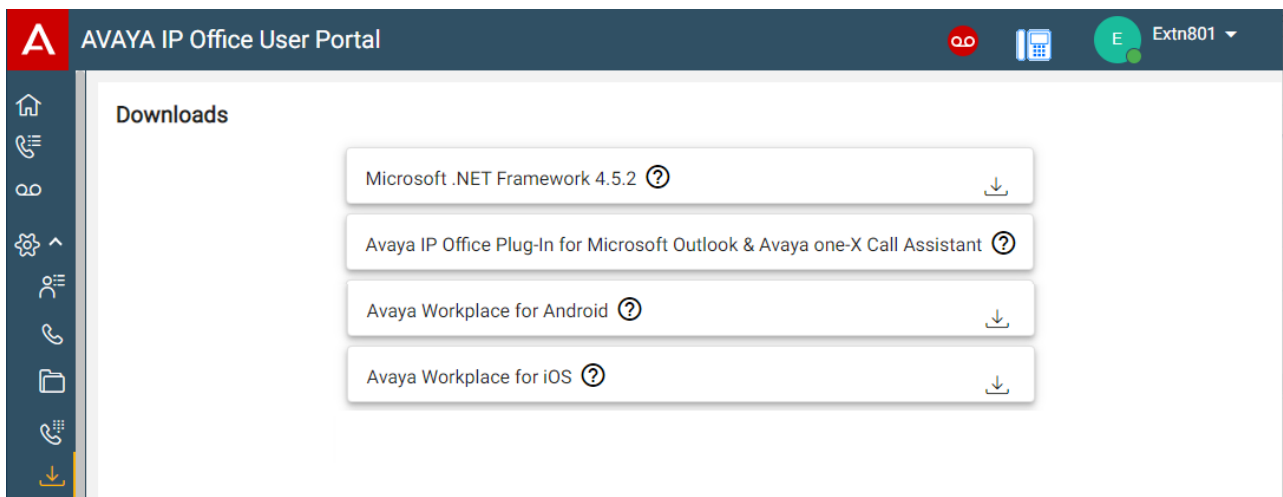 AVAYA IP Office User Portal
E
Extn801
Downloads
Microsoft .NET Framework 4.5.2
Avaya IP Office Plug-In for Microsoft Outlook & Avaya one-X Call Assistant
Avaya Workplace for Android
Avaya Workplace for iOS